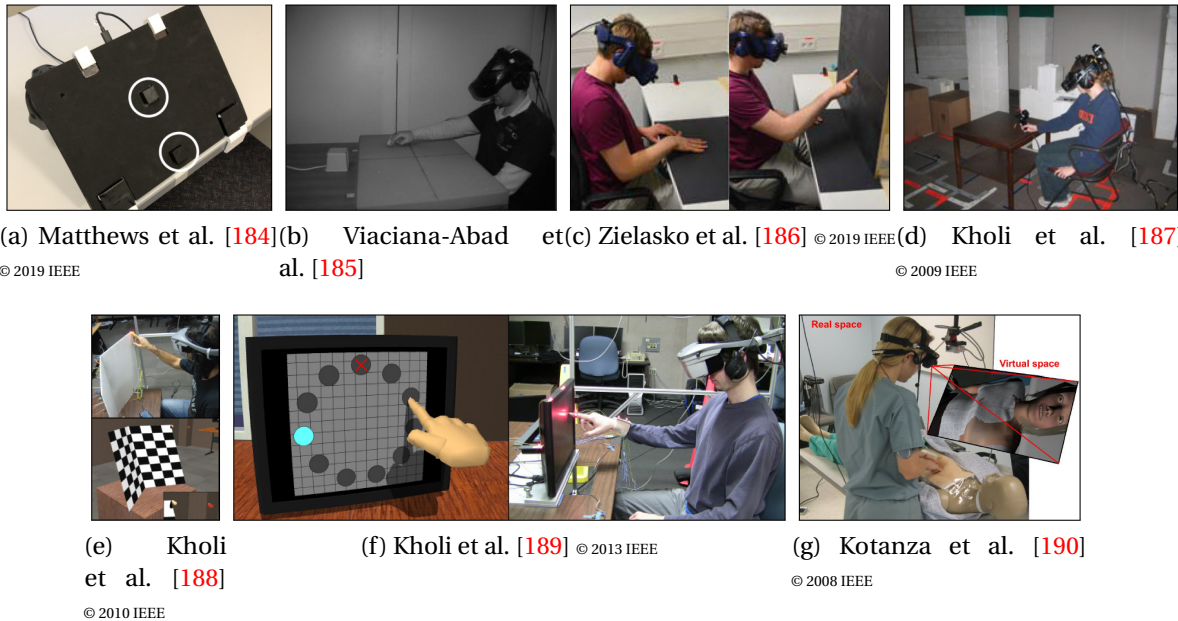 (a) Matthews et al. [184]
© 2019 IEEE
(b) Viaciana-Abad et
al. [185]
(c) Zielasko et al. [186] © 2019 IEEE
(d) Kholi et al. [187]
© 2009 IEEE
Real space
Virtual space
(e) Kholi
et al. [188]
© 2010 IEEE
(f) Kholi et al. [189] © 2013 IEEE
(g) Kotanza et al. [190]
© 2008 IEEE